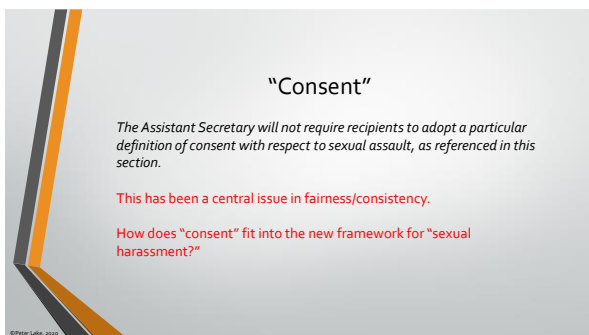 “Consent”
The Assistant Secretary will not require recipients to adopt a particular
definition of consent with respect to sexual assault, as referenced in this
section.
This has been a central issue in fairness/consistency.
How does “consent” fit into the new framework for “sexual
harassment?”
©Peter Lake, 2020